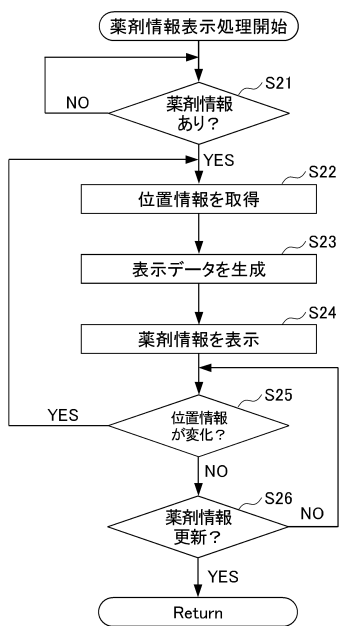 薬剤情報表示処理開始
S21
薬剤情報
あり？
NO
YES
S22
位置情報を取得
S23
表示データを生成
S24
薬剤情報を表示
S25
位置情報
が変化？
YES
NO
S26
薬剤情報
更新？
NO
YES
Return